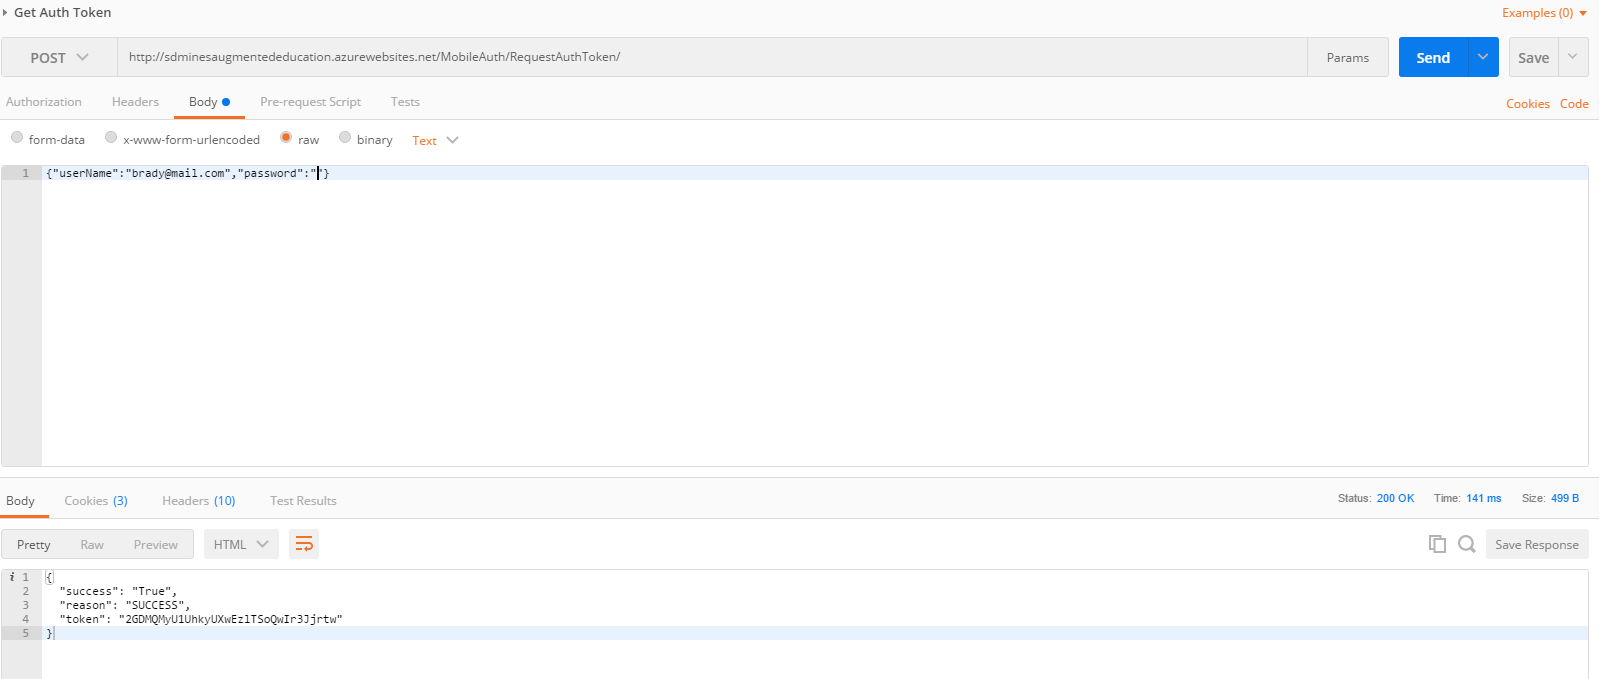 Get Auth Token
Examples (0)
POST
http://sdminesaugmentededucation.azurewebsites.net/MobileAuth/RequestAuthToken/
Params
Send
Save
Authorization
Headers
Body
Pre-request Script
Tests
Cookies
Code
form-data
x-www-form-urlencoded
raw
binary
Text
1
{"userName":"brady@mail.com","password":""}
Body
Cookies (3)
Headers (10)
Test Results
Status: 200 OK
Time: 141 ms
Size: 499 B
Pretty
Raw
Preview
HTML
Save Response
i 1 {
2 "success": "True",
3 "reason": "SUCCESS",
4 "token": "2GDMQMyU1UhkyUXwEzlTSoQwIr3Jjrtw"
5 }